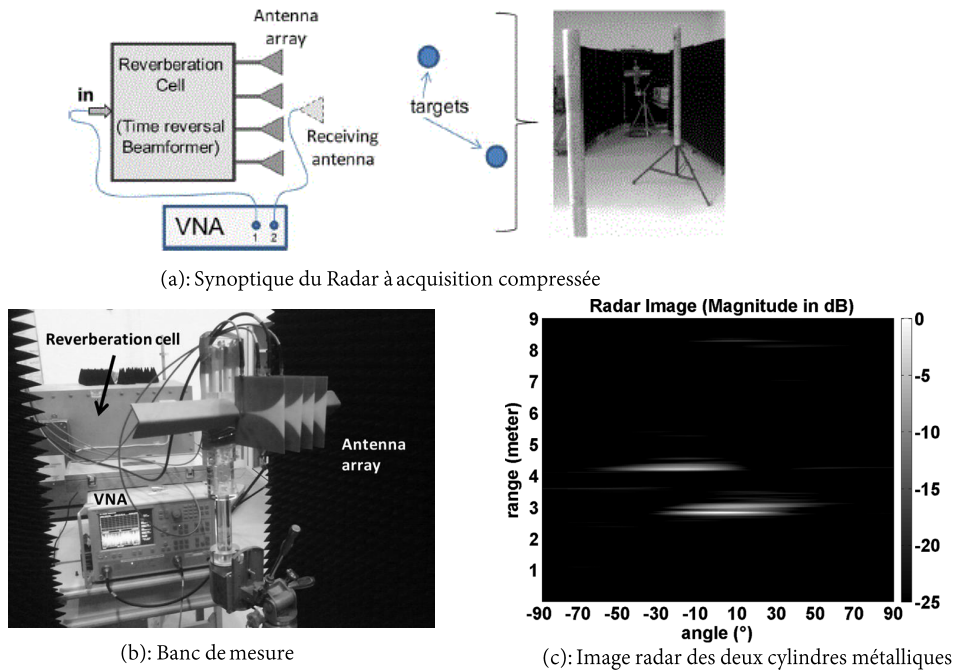 Antenna
array
Reverberation
Cell
(Time reversal
Beamformer)
in
targets
Receiving
antenna
VNA
1 2
(a): Synoptique du Radar à acquisition compressée
Reverberation cell
Antenna
array
VNA
(b): Banc de mesure
Radar Image (Magnitude in dB)
9
8
7
6
5
4
3
2
1
range (meter)
-90 -70 -50 -30 -10 10 30 50 70 90
angle (°)
0
-5
-10
-15
-20
-25
(c): Image radar des deux cylindres métalliques